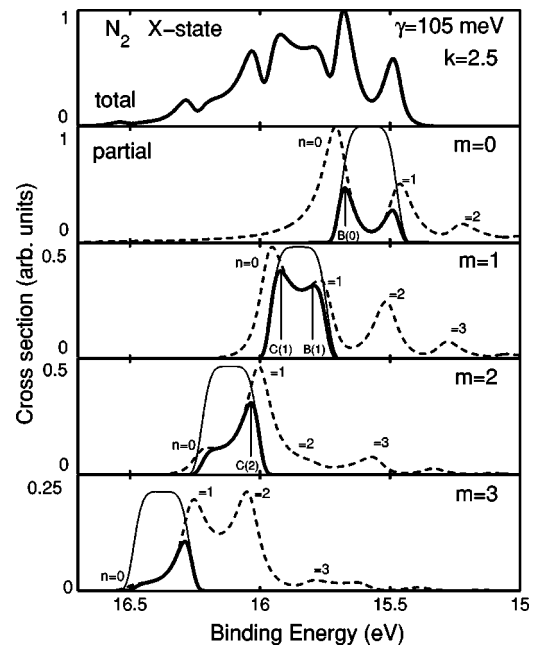 1
N2 X-state
γ=105 meV
k=2.5
total
0
1
partial
m=0
n=0
=1
=2
B(0)
0
0.5
m=1
n=0
=1
=2
=3
C(1)
B(1)
0
0.5
m=2
=1
n=0
=2
=3
C(2)
0
0.25
m=3
=1
=2
n=0
=3
0
16.5
16
15.5
15
Binding Energy (eV)
Cross section (arb. units)